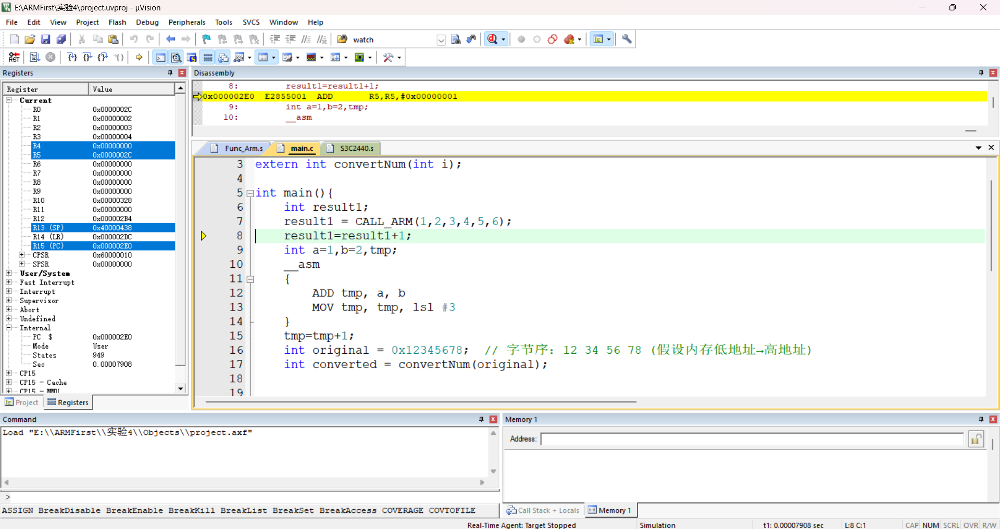 E:\ARMFirst\实验4\project.uvproj - µVision
File Edit View Project Flash Debug Peripherals Tools SVCS Window Help
watch
RST
Registers
Register Value
Current
R0 0x0000002C
R1 0x00000002
R2 0x00000003
R3 0x00000004
R4 0x00000000
R5 0x0000002C
R6 0x00000000
R7 0x00000000
R8 0x00000000
R9 0x00000000
R10 0x00000328
R11 0x00000000
R12 0x000002B4
R13 (SP) 0x40000438
R14 (LR) 0x000002DC
R15 (PC) 0x000002E0
CPSR 0x60000010
SPSR 0x00000000
User/System
Fast Interrupt
Interrupt
Supervisor
Abort
Undefined
Internal
PC $ 0x000002E0
Mode User
States 949
Sec 0.00007908
CP15
CP15 - Cache
CP15 - MMU
Project Registers
Disassembly
8: result1=result1+1;
0x000002E0 E2855001 ADD R5,R5,#0x00000001
9: int a=1,b=2,tmp;
10: __asm
Func_Arm.s main.c S3C2440.s
3 extern int convertNum(int i);
4
5 int main(){
6 int result1;
7 result1 = CALL_ARM(1,2,3,4,5,6);
8 result1=result1+1;
9 int a=1,b=2,tmp;
10 __asm
11 {
12 ADD tmp, a, b
13 MOV tmp, tmp, lsl #3
14 }
15 tmp=tmp+1;
16 int original = 0x12345678; // 字节序: 12 34 56 78 (假设内存低地址→高地址)
17 int converted = convertNum(original);
18
19
Command
Load "E:\\ARMFirst\\实验4\\Objects\\project.axf"
>
ASSIGN BreakDisable BreakEnable BreakKill BreakList BreakSet BreakAccess COVERAGE COVTOFILE
Memory 1
Address:
Call Stack + Locals Memory 1
Real-Time Agent: Target Stopped Simulation t1: 0.00007908 sec L:8 C:1 CAP NUM SCRL OVR R/W